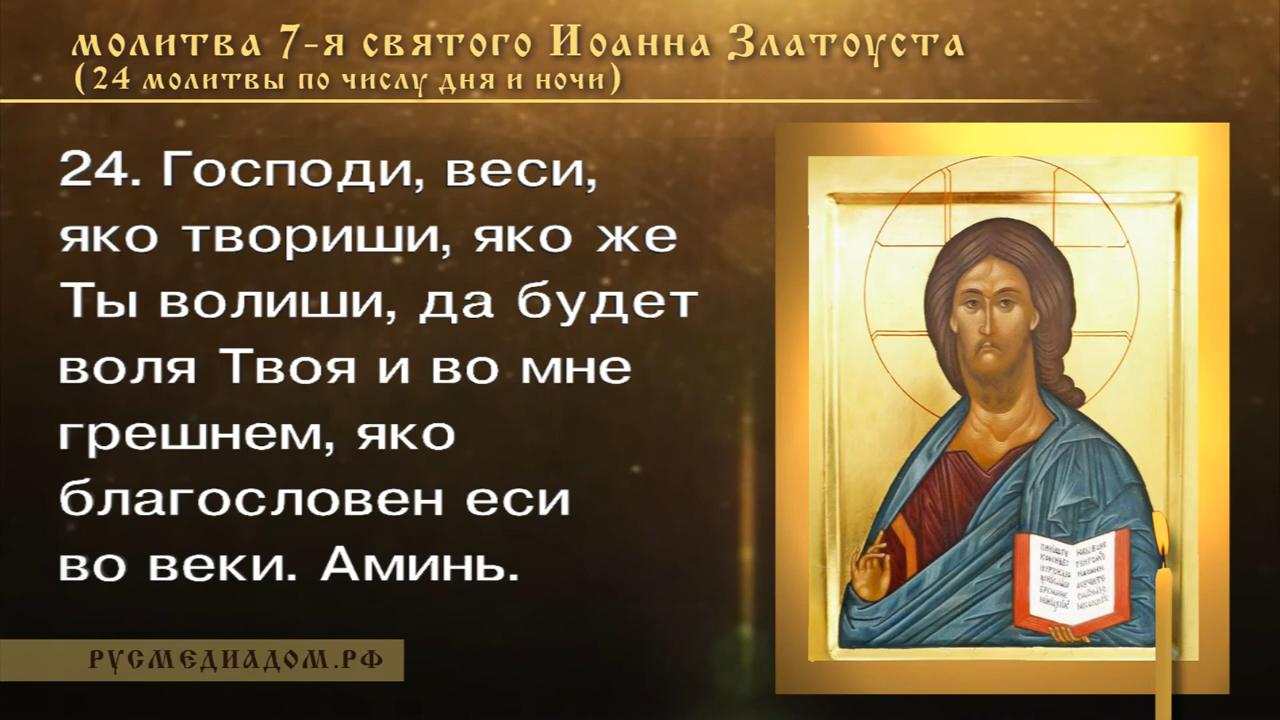 молитва 7-я святого Иоанна Златоуста
(24 молитвы по числу дня и ночи)
24. Господи, веси,
яко твориши, яко же
Ты волиши, да будет
воля Твоя и во мне
грешнем, яко
благословен еси
во веки. Аминь.
РУСМЕДИАДОМ.РФ